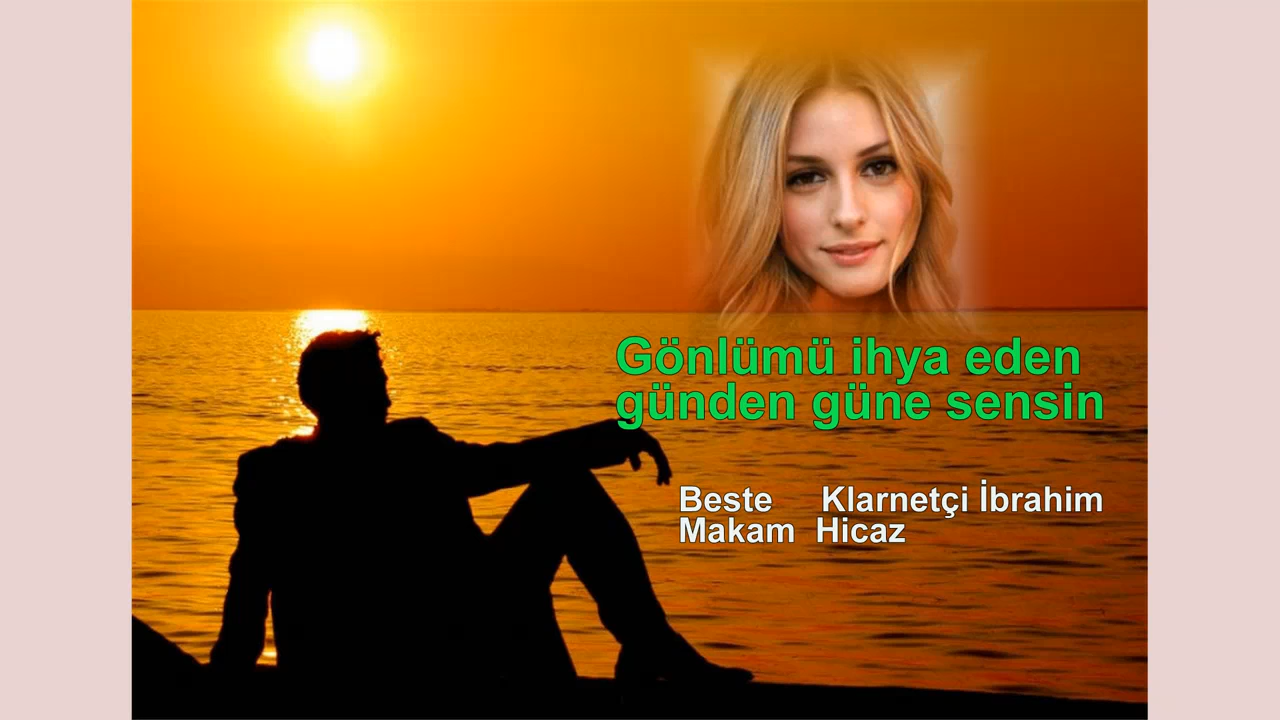 Gönlümü ihya eden
günden güne sensin
Beste Klarnetçi İbrahim
Makam Hicaz